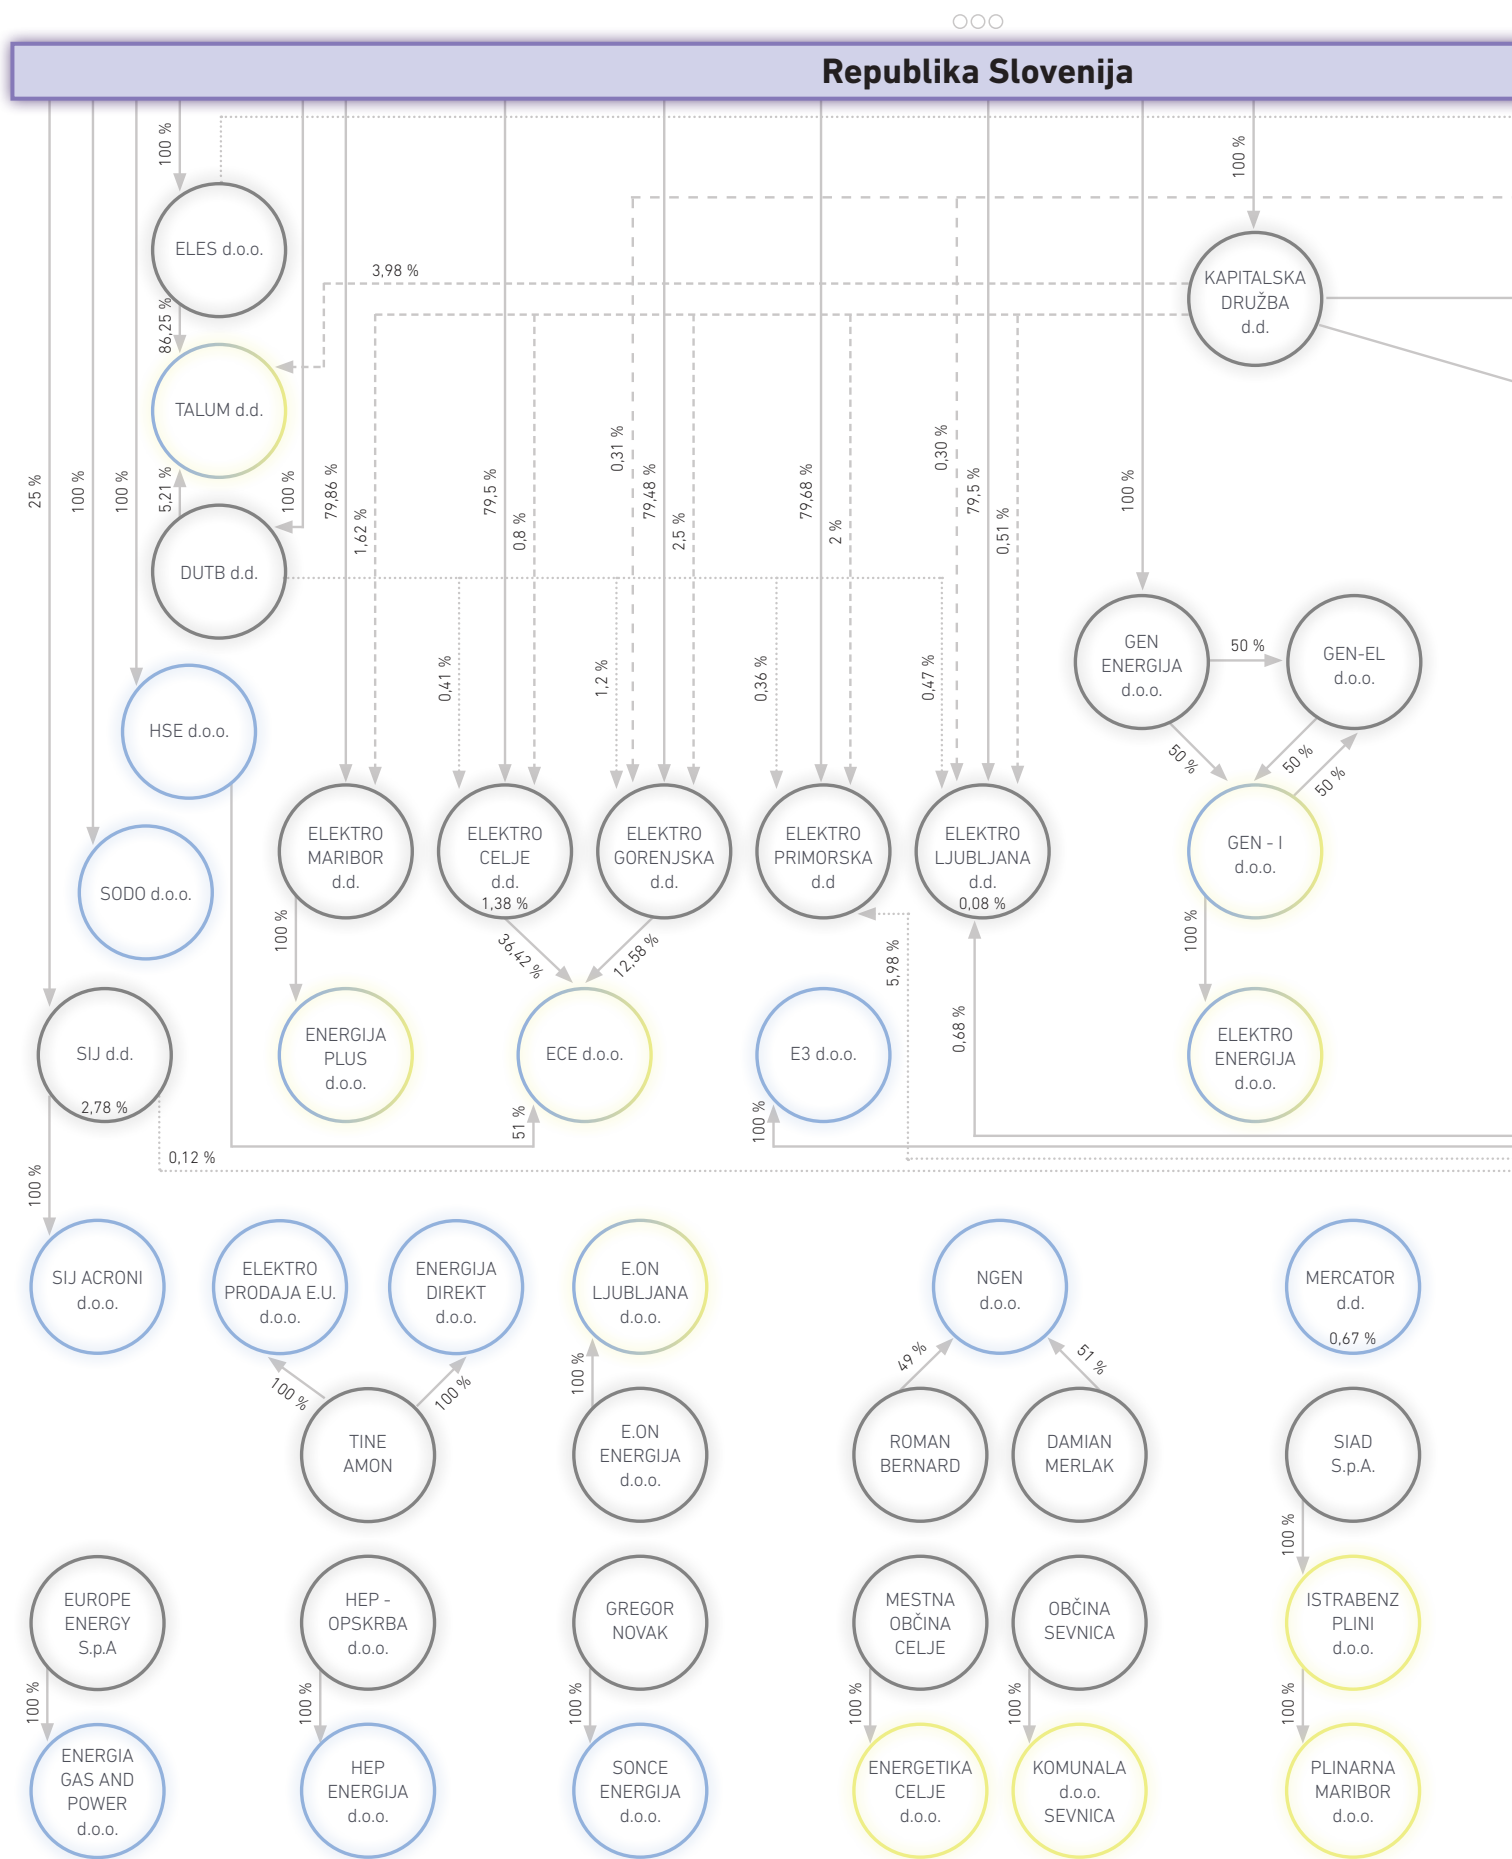 Republika Slovenija
100 %
100 %
ELES d.o.o.
3,98 %
KAPITALSKA
DRUŽBA
d.d.
86,25 %
TALUM d.d.
25 %
100 %
100 %
5,21 %
100 %
79,86 %
1,62 %
79,5 %
0,8 %
0,31 %
79,48 %
2,5 %
79,68 %
2 %
0,30 %
79,5 %
0,51 %
100 %
DUTB d.d.
0,41 %
1,2 %
0,36 %
0,47 %
GEN
ENERGIJA
d.o.o.
50 %
GEN-EL
d.o.o.
HSE d.o.o.
50 %
50 %
50 %
ELEKTRO
MARIBOR
d.d.
ELEKTRO
CELJE
d.d.
1,38 %
ELEKTRO
GORENJSKA
d.d.
ELEKTRO
PRIMORSKA
d.d
ELEKTRO
LJUBLJANA
d.d.
0,08 %
GEN - I
d.o.o.
SODO d.o.o.
100 %
36,42 %
12,58 %
5,98 %
0,68 %
100 %
SIJ d.d.
2,78 %
ENERGIJA
PLUS
d.o.o.
ECE d.o.o.
E3 d.o.o.
ELEKTRO
ENERGIJA
d.o.o.
51 %
100 %
0,12 %
100 %
SIJ ACRONI
d.o.o.
ELEKTRO
PRODAJA E.U.
d.o.o.
ENERGIJA
DIREKT
d.o.o.
E.ON
LJUBLJANA
d.o.o.
NGEN
d.o.o.
MERCATOR
d.d.
0,67 %
100 %
100 %
100 %
49 %
51 %
TINE
AMON
E.ON
ENERGIJA
d.o.o.
ROMAN
BERNARD
DAMIAN
MERLAK
SIAD
S.p.A.
100 %
EUROPE
ENERGY
S.p.A
HEP -
OPSKRBA
d.o.o.
GREGOR
NOVAK
MESTNA
OBČINA
CELJE
OBČINA
SEVNICA
ISTRABENZ
PLINI
d.o.o.
100 %
100 %
100 %
100 %
100 %
100 %
ENERGIA
GAS AND
POWER
d.o.o.
HEP
ENERGIJA
d.o.o.
SONCE
ENERGIJA
d.o.o.
ENERGETIKA
CELJE
d.o.o.
KOMUNALA
d.o.o.
SEVNICA
PLINARNA
MARIBOR
d.o.o.